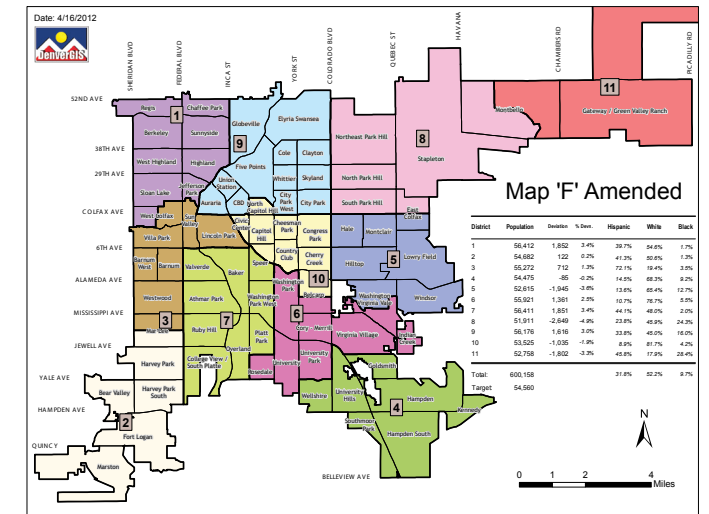 Date: 4/16/2012
DenverGIS
SHERIDAN BLVD
FEDERAL BLVD
INCA ST
YORK ST
COLORADO BLVD
QUEBEC ST
HAVANA
CHAMBERS RD
PICADILLY RD
52ND AVE
38TH AVE
29TH AVE
COLFAX AVE
6TH AVE
ALAMEDA AVE
MISSISSIPPI AVE
JEWELL AVE
YALE AVE
HAMPDEN AVE
QUINCY
BELLEVIEW AVE
Regis
Chaffee Park
1
Berkeley
Sunnyside
West Highland
Highland
Sloan Lake
Jefferson Park
West Colfax
Globeville
Elyria Swansea
9
Cole
Clayton
Five Points
Whittier
Skyland
Union Station
City Park West
City Park
Auraria
CBD
North Capitol Hill
Northeast Park Hill
8
Stapleton
North Park Hill
South Park Hill
East Colfax
Montbello
11
Gateway / Green Valley Ranch
Sun Valley
Villa Park
Lincoln Park
Civic Center
Capitol Hill
Cheesman Park
Congress Park
Country Club
Cherry Creek
Speer
10
Belcaro
Hale
Montclair
Hilltop
5
Lowry Field
Washington Virginia Vale
Windsor
Barnum West
Barnum
Valverde
Baker
Westwood
Athmar Park
Washington Park West
Washington Park
3
Mar Lee
Ruby Hill
7
Platt Park
6
Cory - Merrill
Virginia Village
Indian Creek
Overland
College View / South Platte
Rosedale
University
University Park
Goldsmith
Wellshire
University Hills
4
Hampden
Kennedy
Southmoor Park
Hampden South
Harvey Park
Bear Valley
Harvey Park South
2
Fort Logan
Marston
Map 'F' Amended
District Population Deviation % Devn. Hispanic White Black
1 56,412 1,852 3.4% 39.7% 54.6% 1.7%
2 54,682 122 0.2% 41.3% 50.6% 1.3%
3 55,272 712 1.3% 72.1% 19.4% 3.5%
4 54,475 -85 -0.2% 14.5% 68.3% 9.2%
5 52,615 -1,945 -3.6% 13.6% 65.4% 12.7%
6 55,921 1,361 2.5% 10.7% 76.7% 5.5%
7 56,411 1,851 3.4% 44.1% 48.0% 2.0%
8 51,911 -2,649 -4.9% 23.8% 45.9% 24.3%
9 56,176 1,616 3.0% 33.8% 45.0% 16.0%
10 53,525 -1,035 -1.9% 8.9% 81.7% 4.2%
11 52,758 -1,802 -3.3% 45.8% 17.9% 28.4%
Total: 600,158 31.8% 52.2% 9.7%
Target: 54,560
N
0 1 2 4
Miles